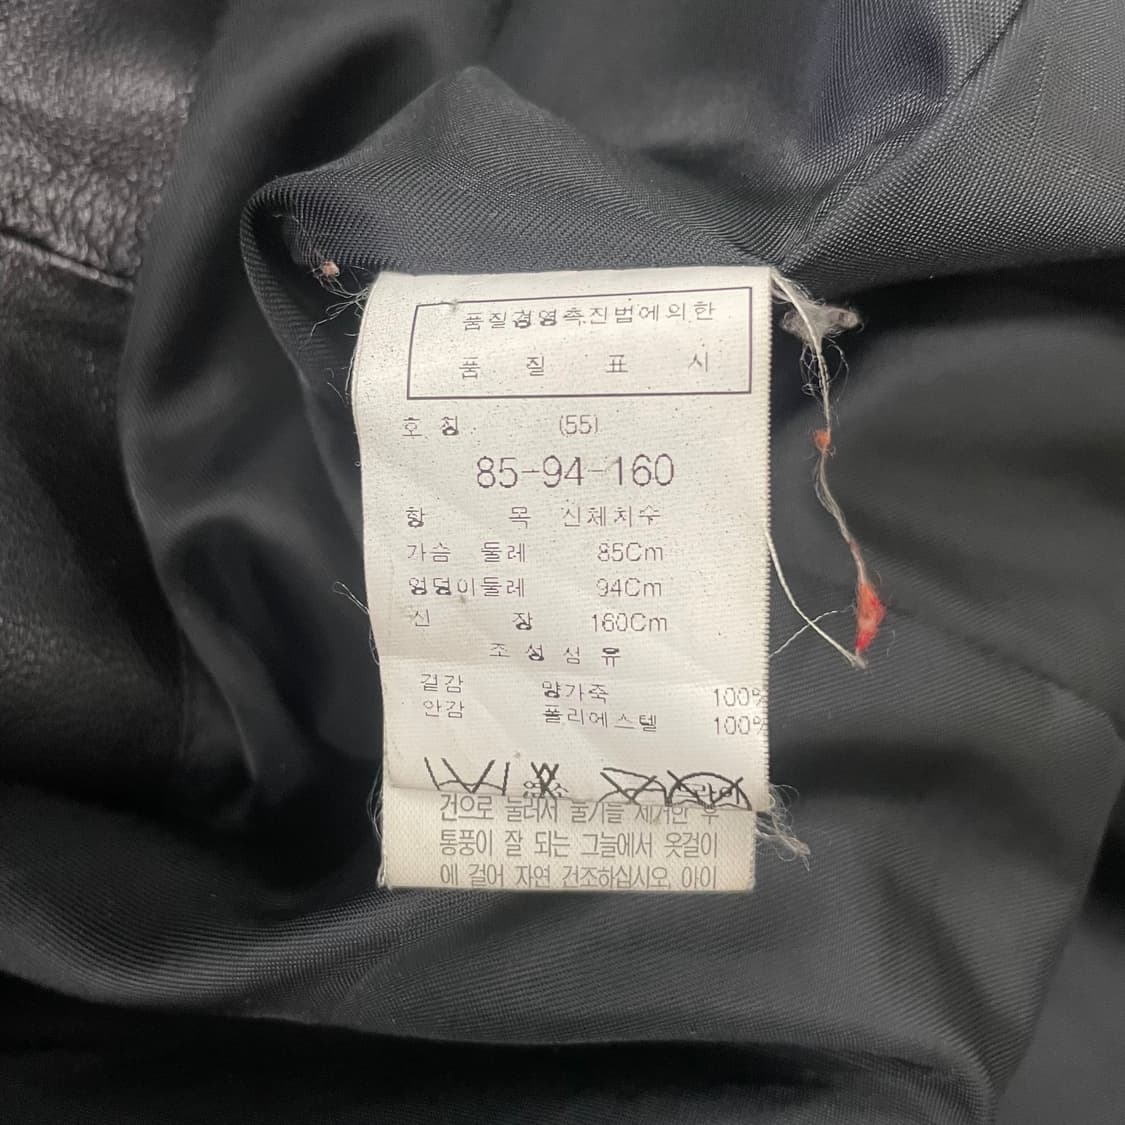 품질경영촉진법에의한
품 질 표 시
호 칭 (55)
85-94-160
항 목 신체치수
가슴 둘레 85Cm
엉덩이둘레 94Cm
신 장 160Cm
조 성 섬 유
겉감 양가죽 100%
안감 폴리에스텔 100%
염소
건으로 눌러서 물기를 제거한 후
통풍이 잘 되는 그늘에서 옷걸이
에 걸어 자연 건조하십시오. 아이